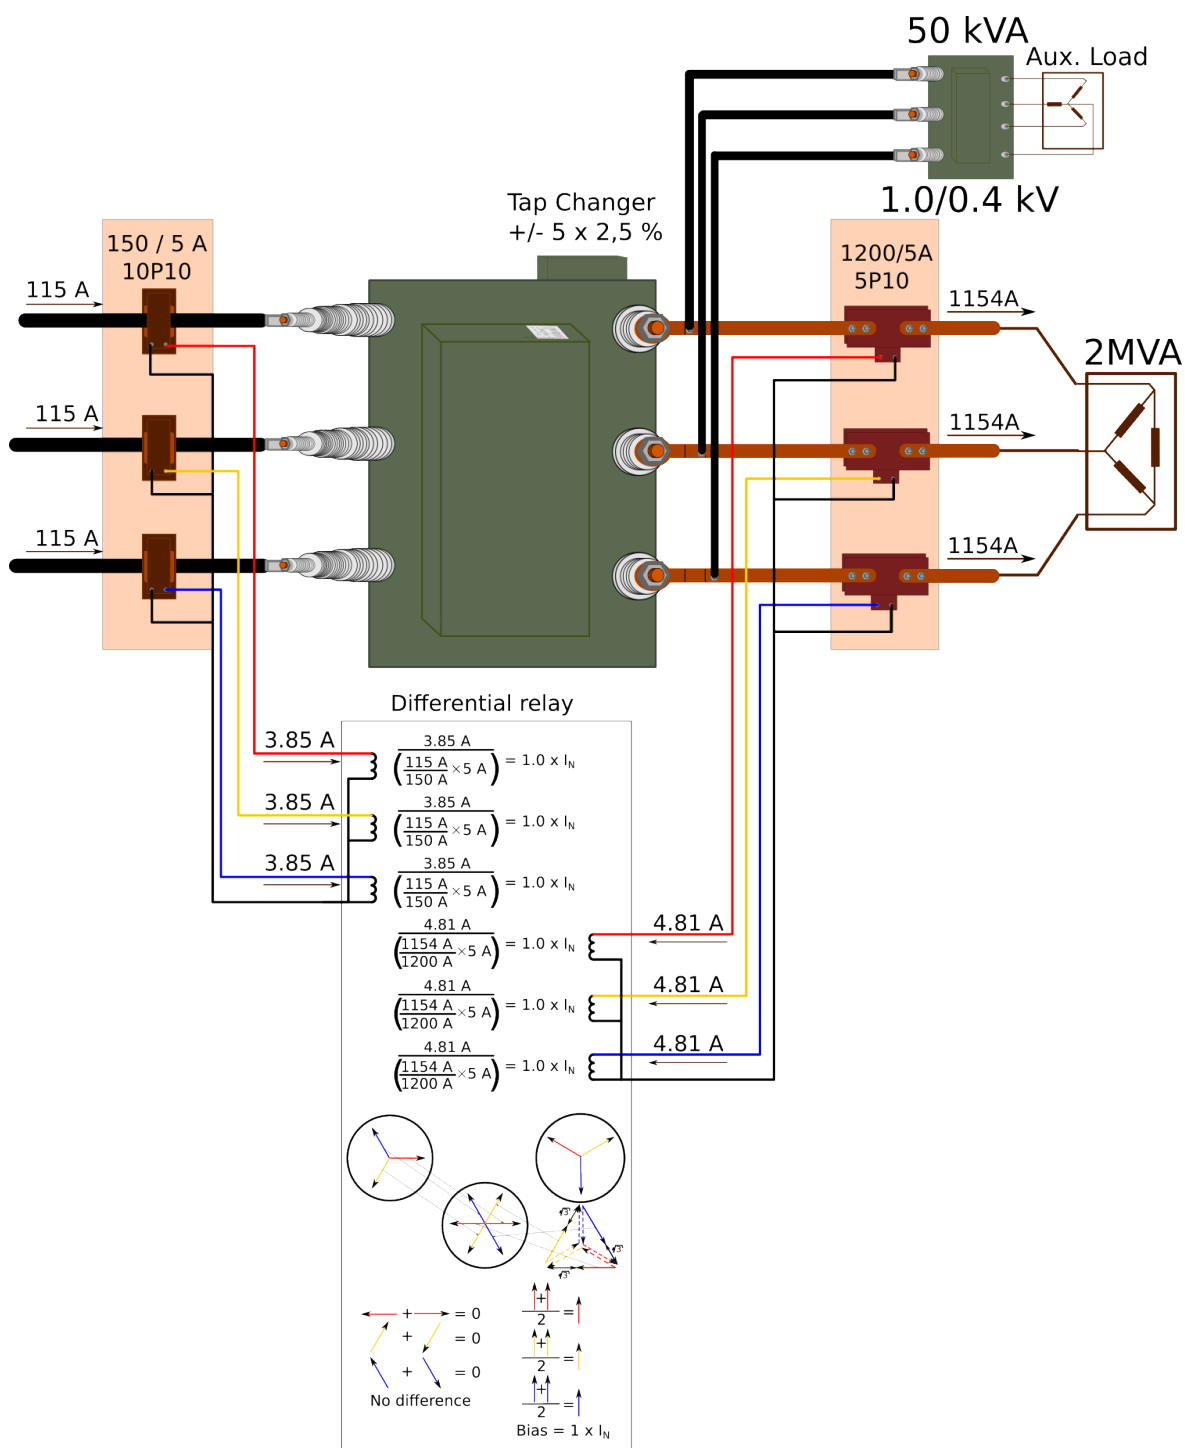 50 kVA
Aux. Load
1.0/0.4 kV
Tap Changer
+/- 5 x 2,5 %
150 / 5 A
10P10
115 A
115 A
115 A
1200/5A
5P10
1154A
1154A
1154A
2MVA
Differential relay
3.85 A
3.85 A
3.85 A
3.85 A
(115 A
150 A ×5 A) = 1.0 x IN
3.85 A
(115 A
150 A ×5 A) = 1.0 x IN
3.85 A
(115 A
150 A ×5 A) = 1.0 x IN
4.81 A
(1154 A
1200 A ×5 A) = 1.0 x IN
4.81 A
(1154 A
1200 A ×5 A) = 1.0 x IN
4.81 A
(1154 A
1200 A ×5 A) = 1.0 x IN
4.81 A
4.81 A
4.81 A
√3
√3
√3
+ = 0
+ = 0
+ = 0
No difference
+
2 =
+
2 =
+
2 =
Bias = 1 x IN